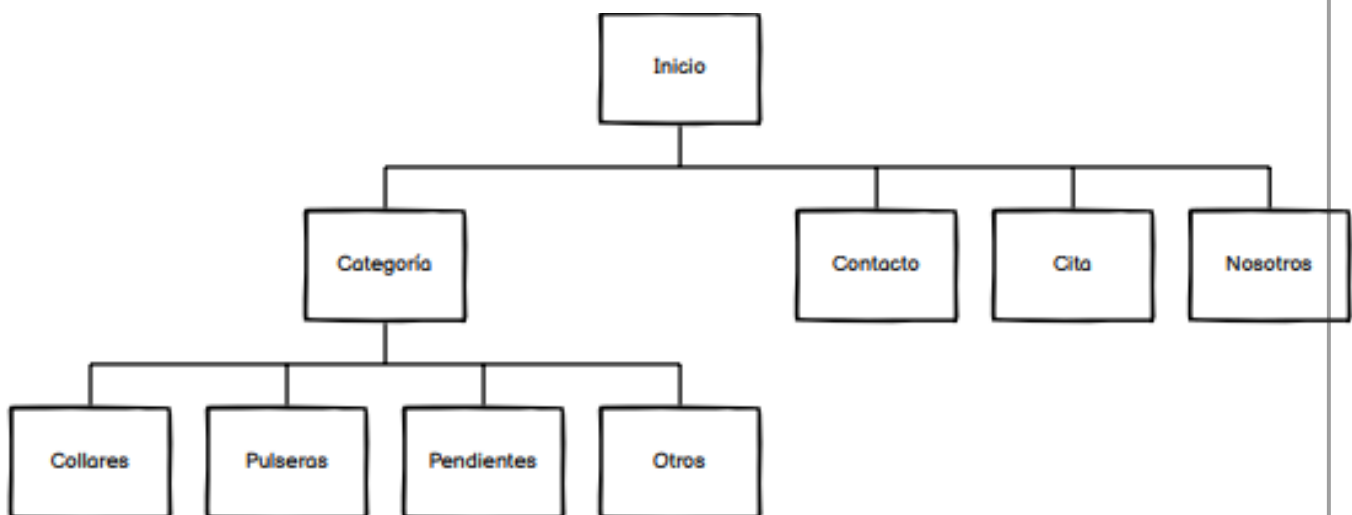 Inicio
Categoría
Contacto
Cita
Nosotros
Collares
Pulseras
Pendientes
Otros